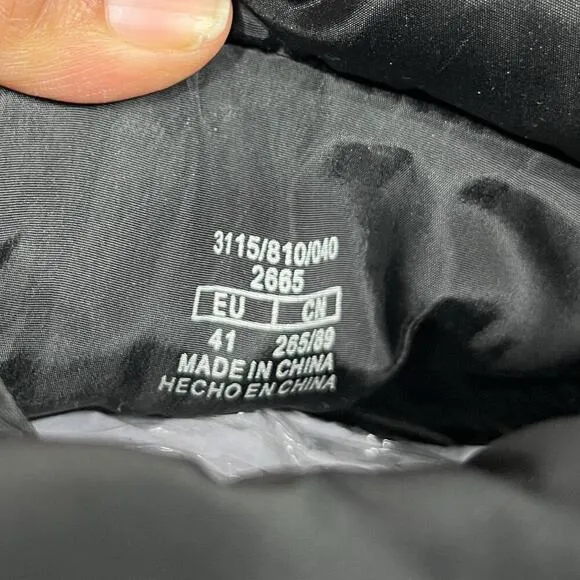 3115/810/040
2665
EU CN
41 265/89
MADE IN CHINA
HECHO EN CHINA